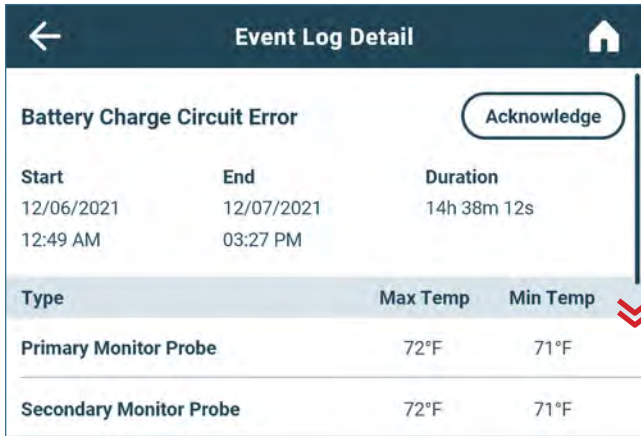 Event Log Detail
Battery Charge Circuit Error Acknowledge
Start End Duration
12/06/2021 12/07/2021 14h 38m 12s
12:49 AM 03:27 PM
Type Max Temp Min Temp
Primary Monitor Probe 72°F 71°F
Secondary Monitor Probe 72°F 71°F